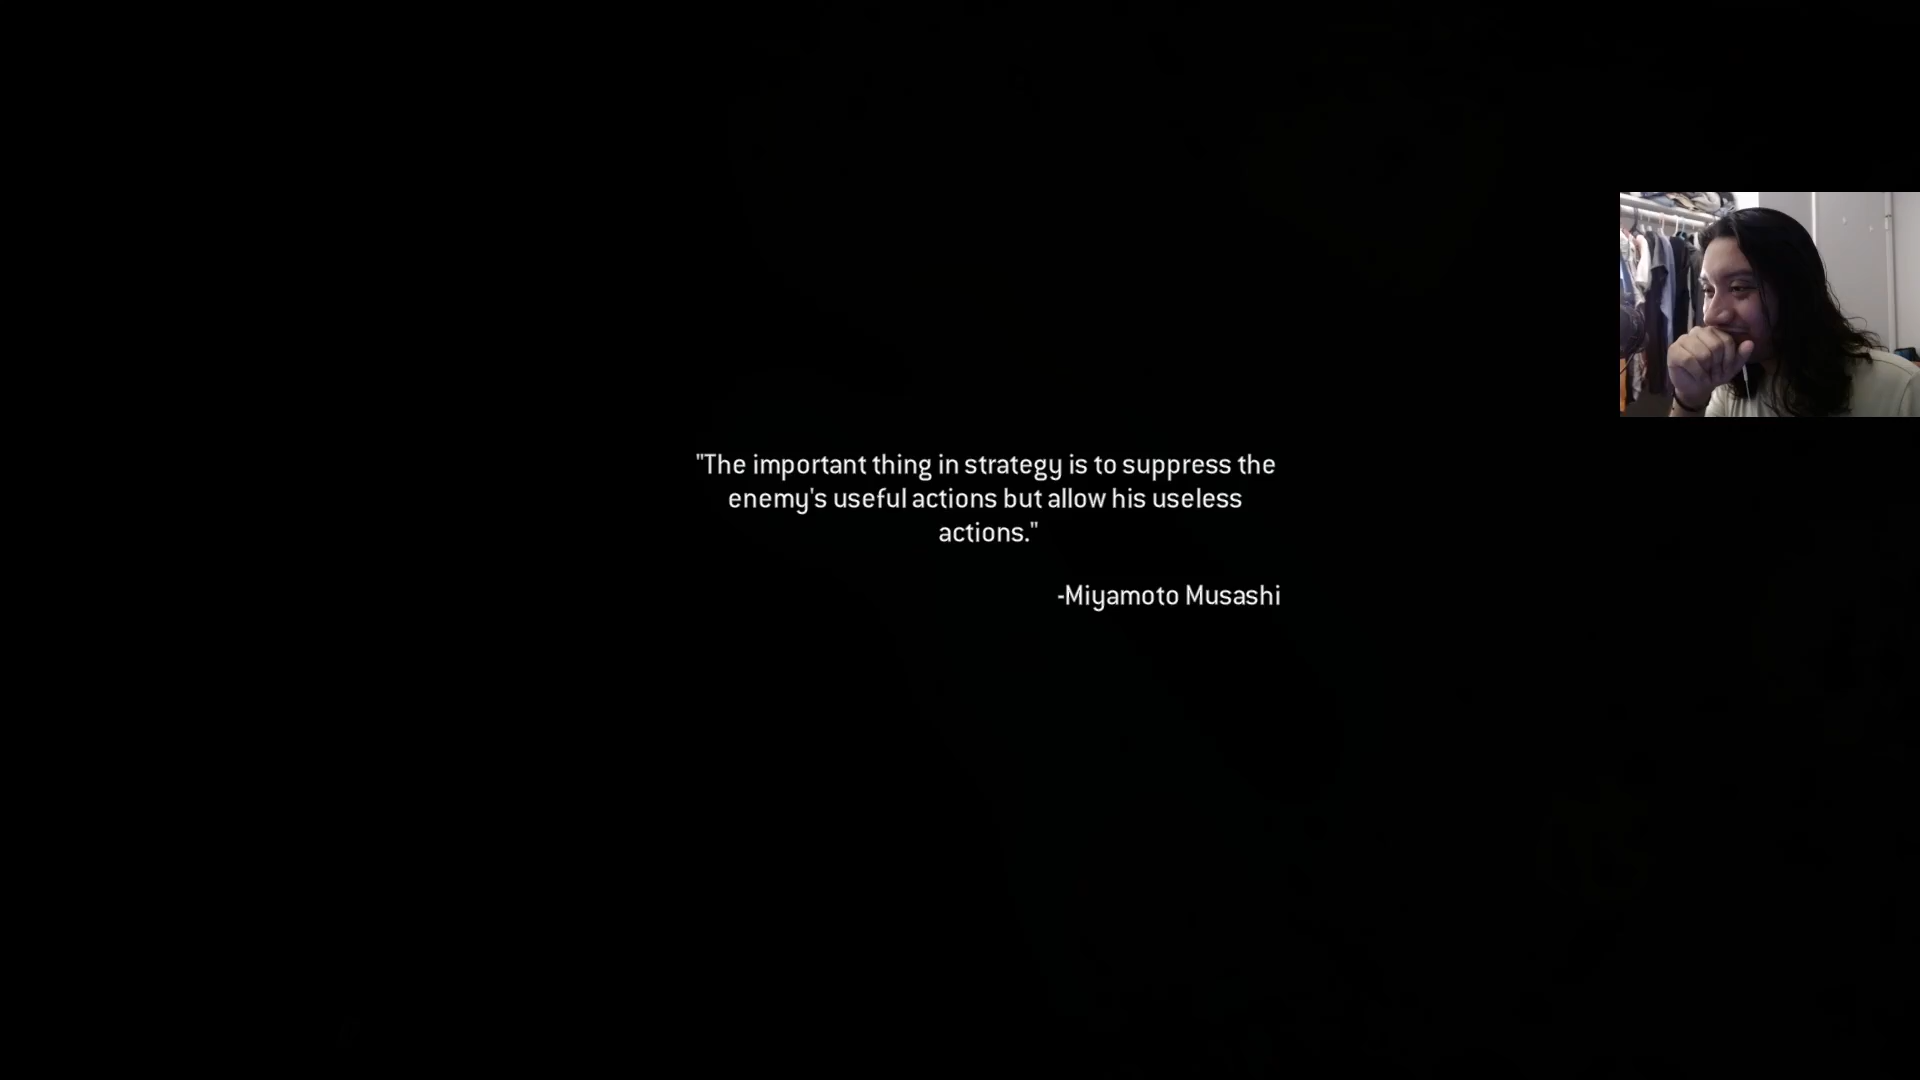 "The important thing in strategy is to suppress the
enemy's useful actions but allow his useless
actions."
-Miyamoto Musashi